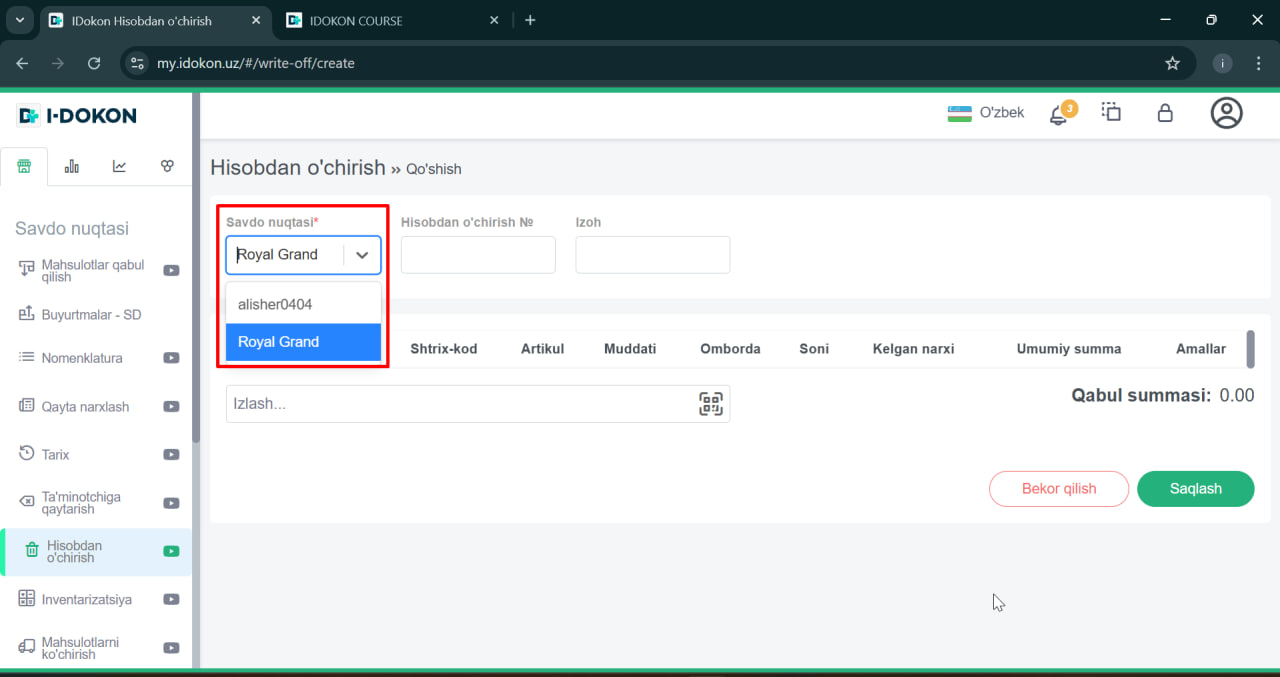 IDokon Hisobdan o'chirish
IDOKON COURSE
my.idokon.uz/#/write-off/create
i
I-DOKON
O'zbek
3
Savdo nuqtasi
Mahsulotlar qabul
qilish
Buyurtmalar - SD
Nomenklatura
Qayta narxlash
Tarix
Ta'minotchiga
qaytarish
Hisobdan
o'chirish
Inventarizatsiya
Mahsulotlarni
ko'chirish
Hisobdan o'chirish » Qo'shish
Savdo nuqtasi* Hisobdan o'chirish № Izoh
Royal Grand
alisher0404
Royal Grand
Shtrix-kod Artikul Muddati Omborda Soni Kelgan narxi Umumiy summa Amallar
Izlash...
Qabul summasi: 0.00
Bekor qilish Saqlash